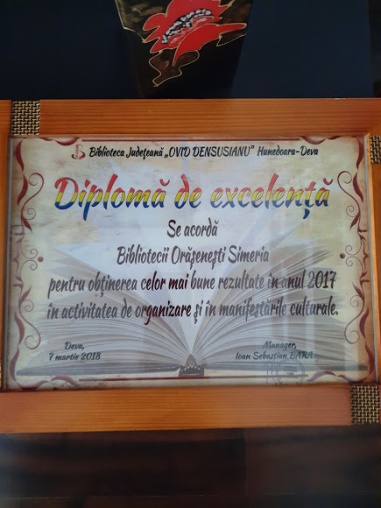 Biblioteca Județeană „OVID DENSUSIANU" Hunedoara-Deva
Diplomă de excelență
Se acordă
Bibliotecii Orășenești Simeria
pentru obținerea celor mai bune rezultate în anul 2017
în activitatea de organizare și în manifestările culturale.
Deva,
7 martie 2018
Manager,
Ioan Sebastian BARA